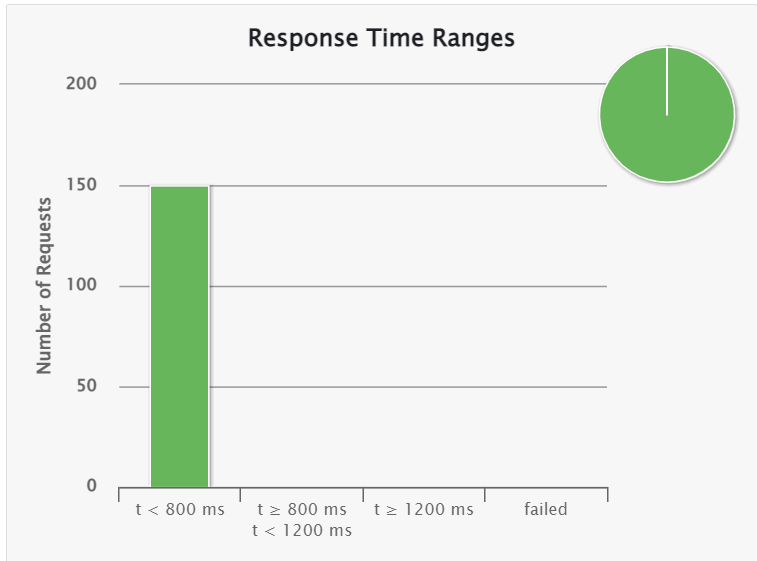 Response Time Ranges
200
150
100
50
0
Number of Requests
t < 800 ms
t ≥ 800 ms
t < 1200 ms
t ≥ 1200 ms
failed